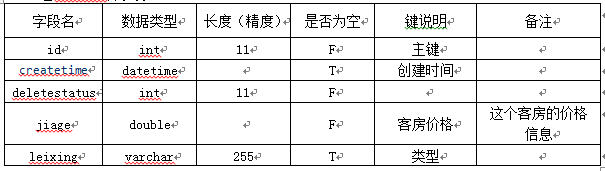 字段名 数据类型 长度（精度） 是否为空 键说明 备注
id int 11 F 主键
createtime datetime T 创建时间
deletestatus int 11 F
jiage double F 客房价格 这个客房的价格
信息
leixing varchar 255 T 类型